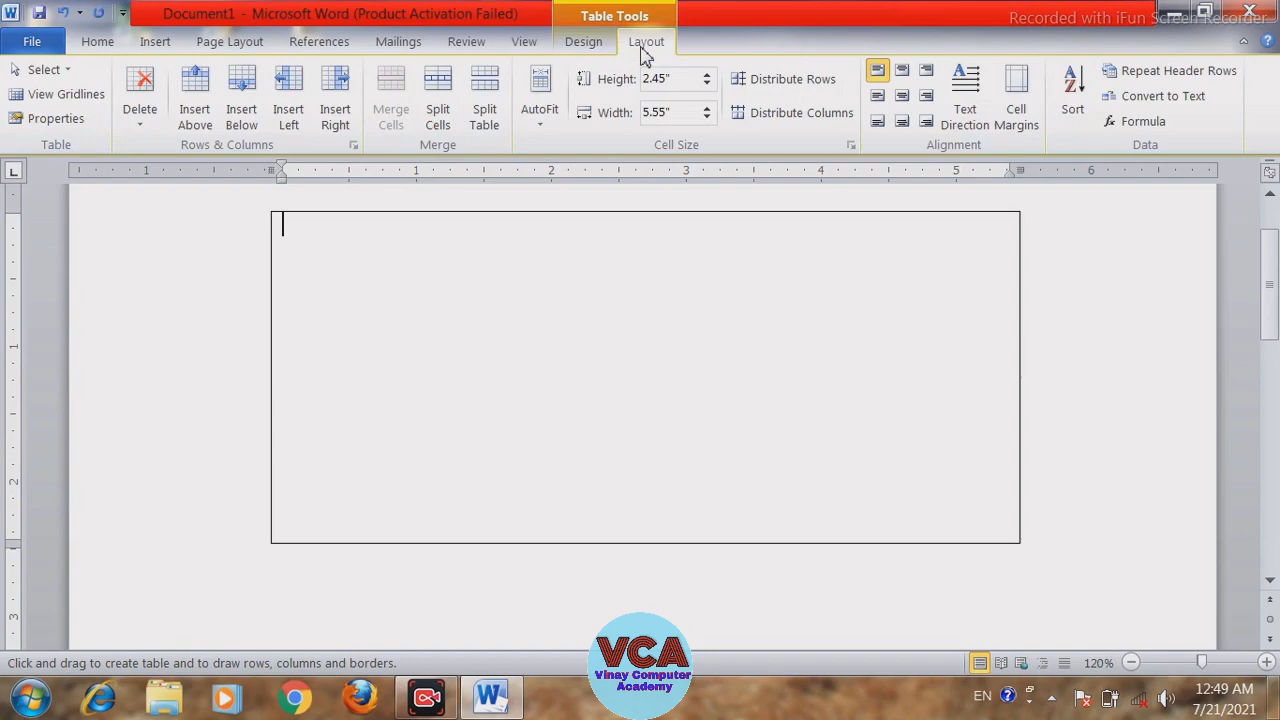 Document1 - Microsoft Word (Product Activation Failed)
Table Tools
Recorded with iFun Screen Recorder
File Home Insert Page Layout References Mailings Review View Design Layout
Select
View Gridlines
Properties
Table
Delete
Insert Above
Insert Below
Insert Left
Insert Right
Rows & Columns
Merge Cells
Split Cells
Split Table
Merge
AutoFit
Height: 2.45"
Width: 5.55"
Distribute Rows
Distribute Columns
Cell Size
Text Direction
Cell Margins
Alignment
Sort
Repeat Header Rows
Convert to Text
Formula
Data
L
1 1 2 3 4 5 6
1
2
3
VCA
Vinay Computer
Academy
Click and drag to create table and to draw rows, columns and borders.
120%
EN
12:49 AM
7/21/2021